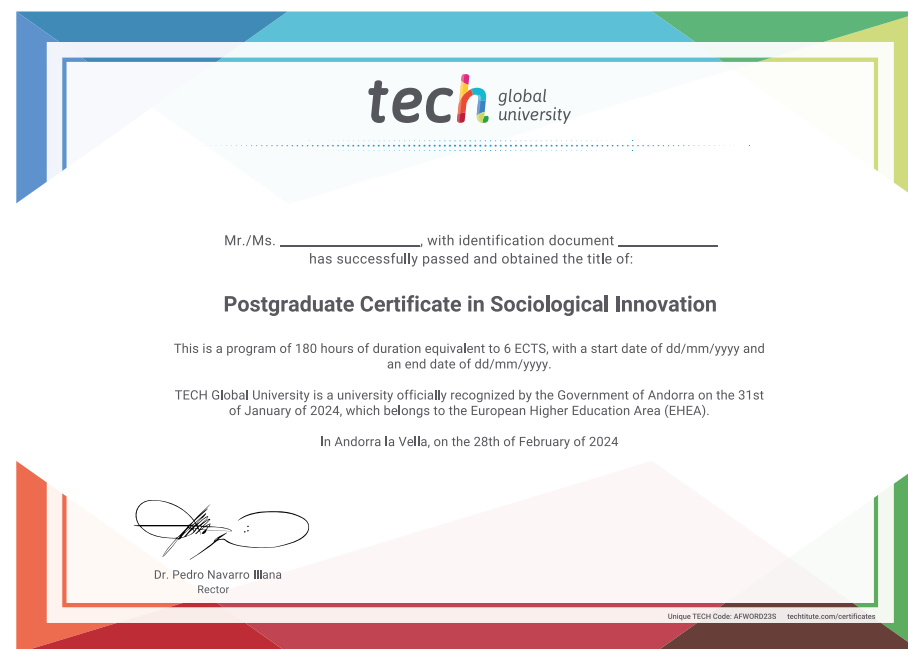 tech global
university
Mr./Ms. ____________, with identification document ____________
has successfully passed and obtained the title of:
Postgraduate Certificate in Sociological Innovation
This is a program of 180 hours of duration equivalent to 6 ECTS, with a start date of dd/mm/yyyy and
an end date of dd/mm/yyyy.
TECH Global University is a university officially recognized by the Government of Andorra on the 31st
of January of 2024, which belongs to the European Higher Education Area (EHEA).
In Andorra la Vella, on the 28th of February of 2024
Dr. Pedro Navarro Illana
Rector
Unique TECH Code: AFWORD23S techtitute.com/certificates